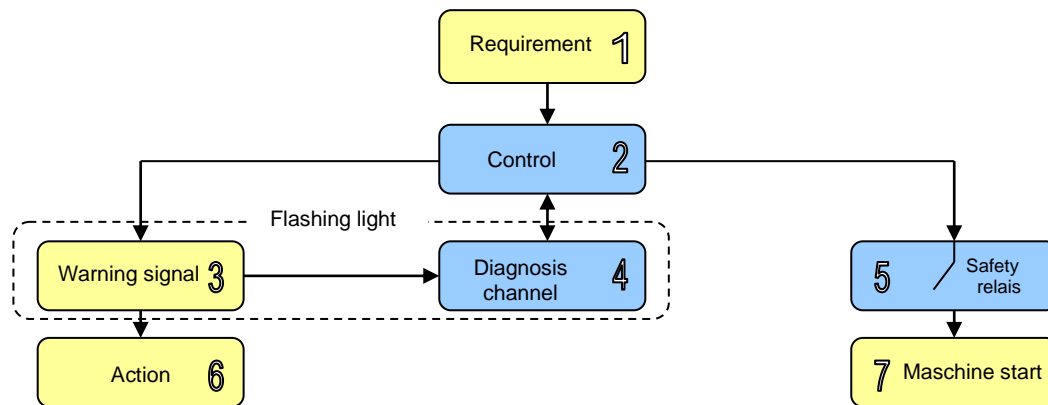 Requirement 1
Control 2
Flashing light
Warning signal 3
Diagnosis
channel 4
5 Safety
relais
Action 6
7 Maschine start